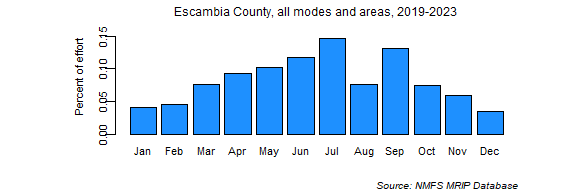 Escambia County, all modes and areas, 2019-2023
Percent of effort
0.15
0.10
0.05
0.00
Jan Feb Mar Apr May Jun Jul Aug Sep Oct Nov Dec
Source: NMFS MRIP Database